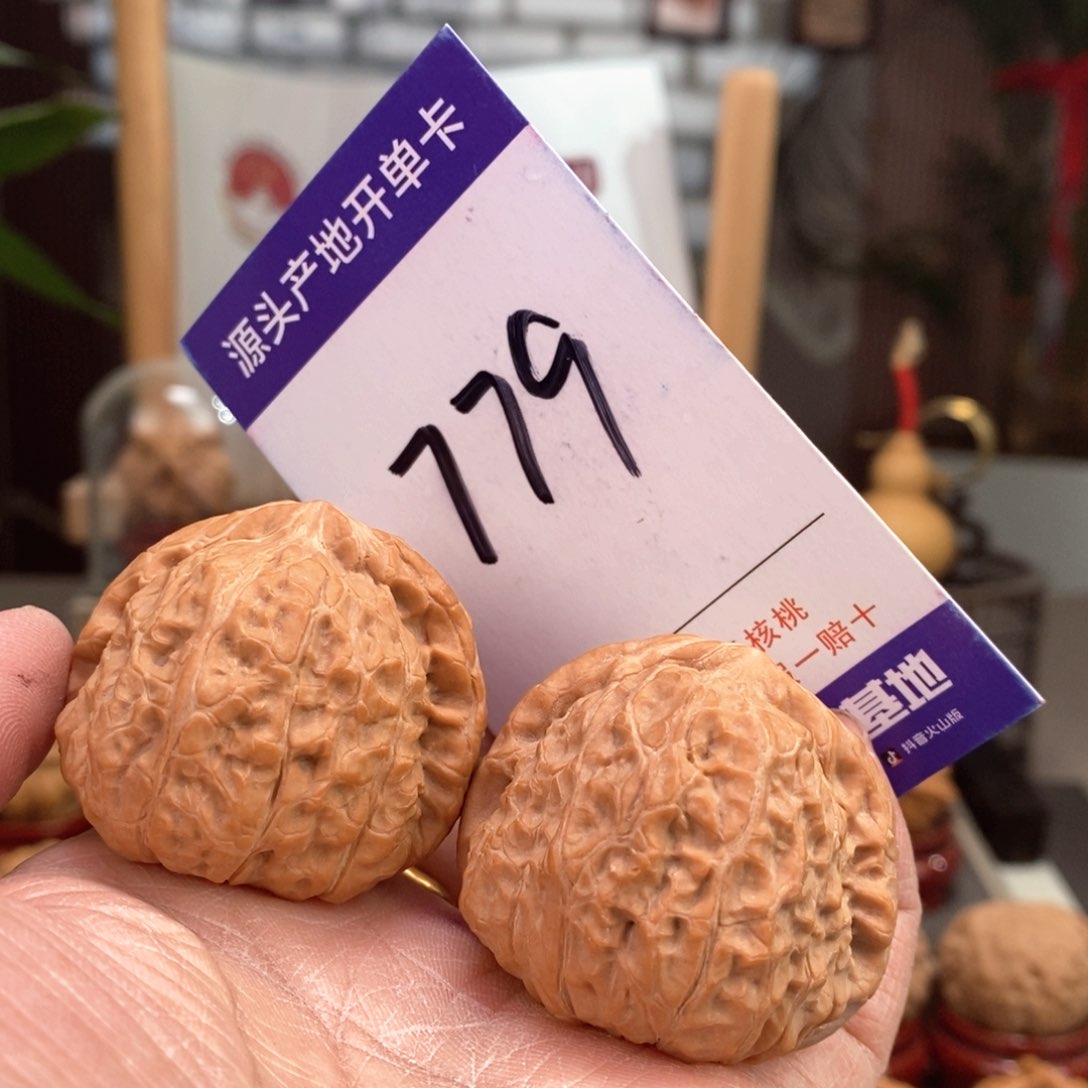 源头产地开单卡
779
核桃
一赔十
基地
抖音火山版